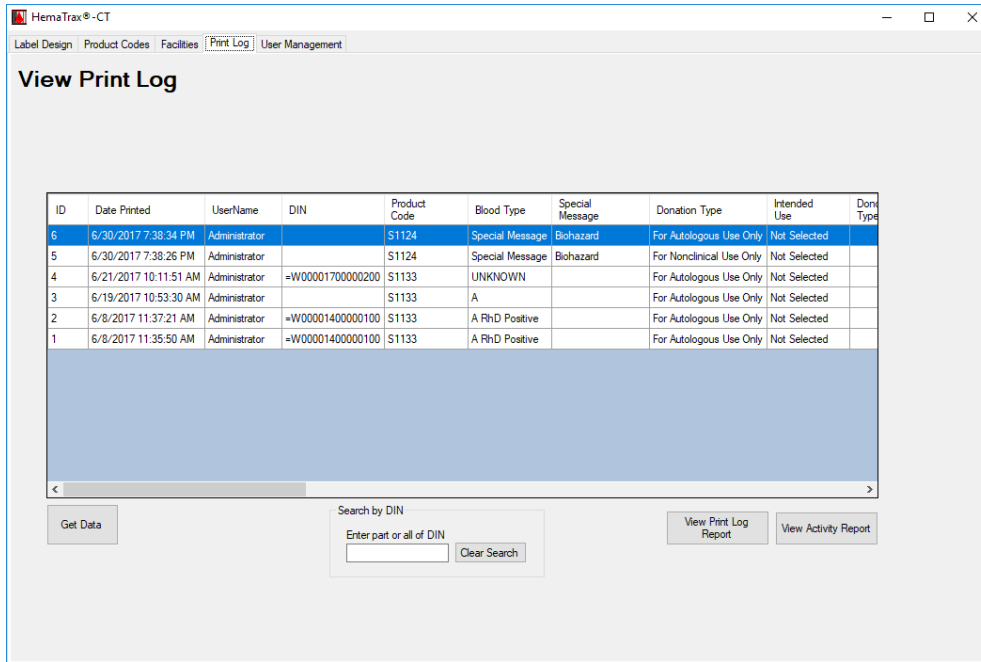 HemaTrax®-CT
Label Design Product Codes Facilities Print Log User Management
View Print Log
ID Date Printed UserName DIN Product Code Blood Type Special Message Donation Type Intended Use Dono Type
6 6/30/2017 7:38:34 PM Administrator S1124 Special Message Biohazard For Autologous Use Only Not Selected
5 6/30/2017 7:38:26 PM Administrator S1124 Special Message Biohazard For Nonclinical Use Only Not Selected
4 6/21/2017 10:11:51 AM Administrator =W00001700000200 S1133 UNKNOWN For Autologous Use Only Not Selected
3 6/19/2017 10:53:30 AM Administrator S1133 A For Autologous Use Only Not Selected
2 6/8/2017 11:37:21 AM Administrator =W00001400000100 S1133 A RhD Positive For Autologous Use Only Not Selected
1 6/8/2017 11:35:50 AM Administrator =W00001400000100 S1133 A RhD Positive For Autologous Use Only Not Selected
Get Data
Search by DIN
Enter part or all of DIN
Clear Search
View Print Log
Report
View Activity Report